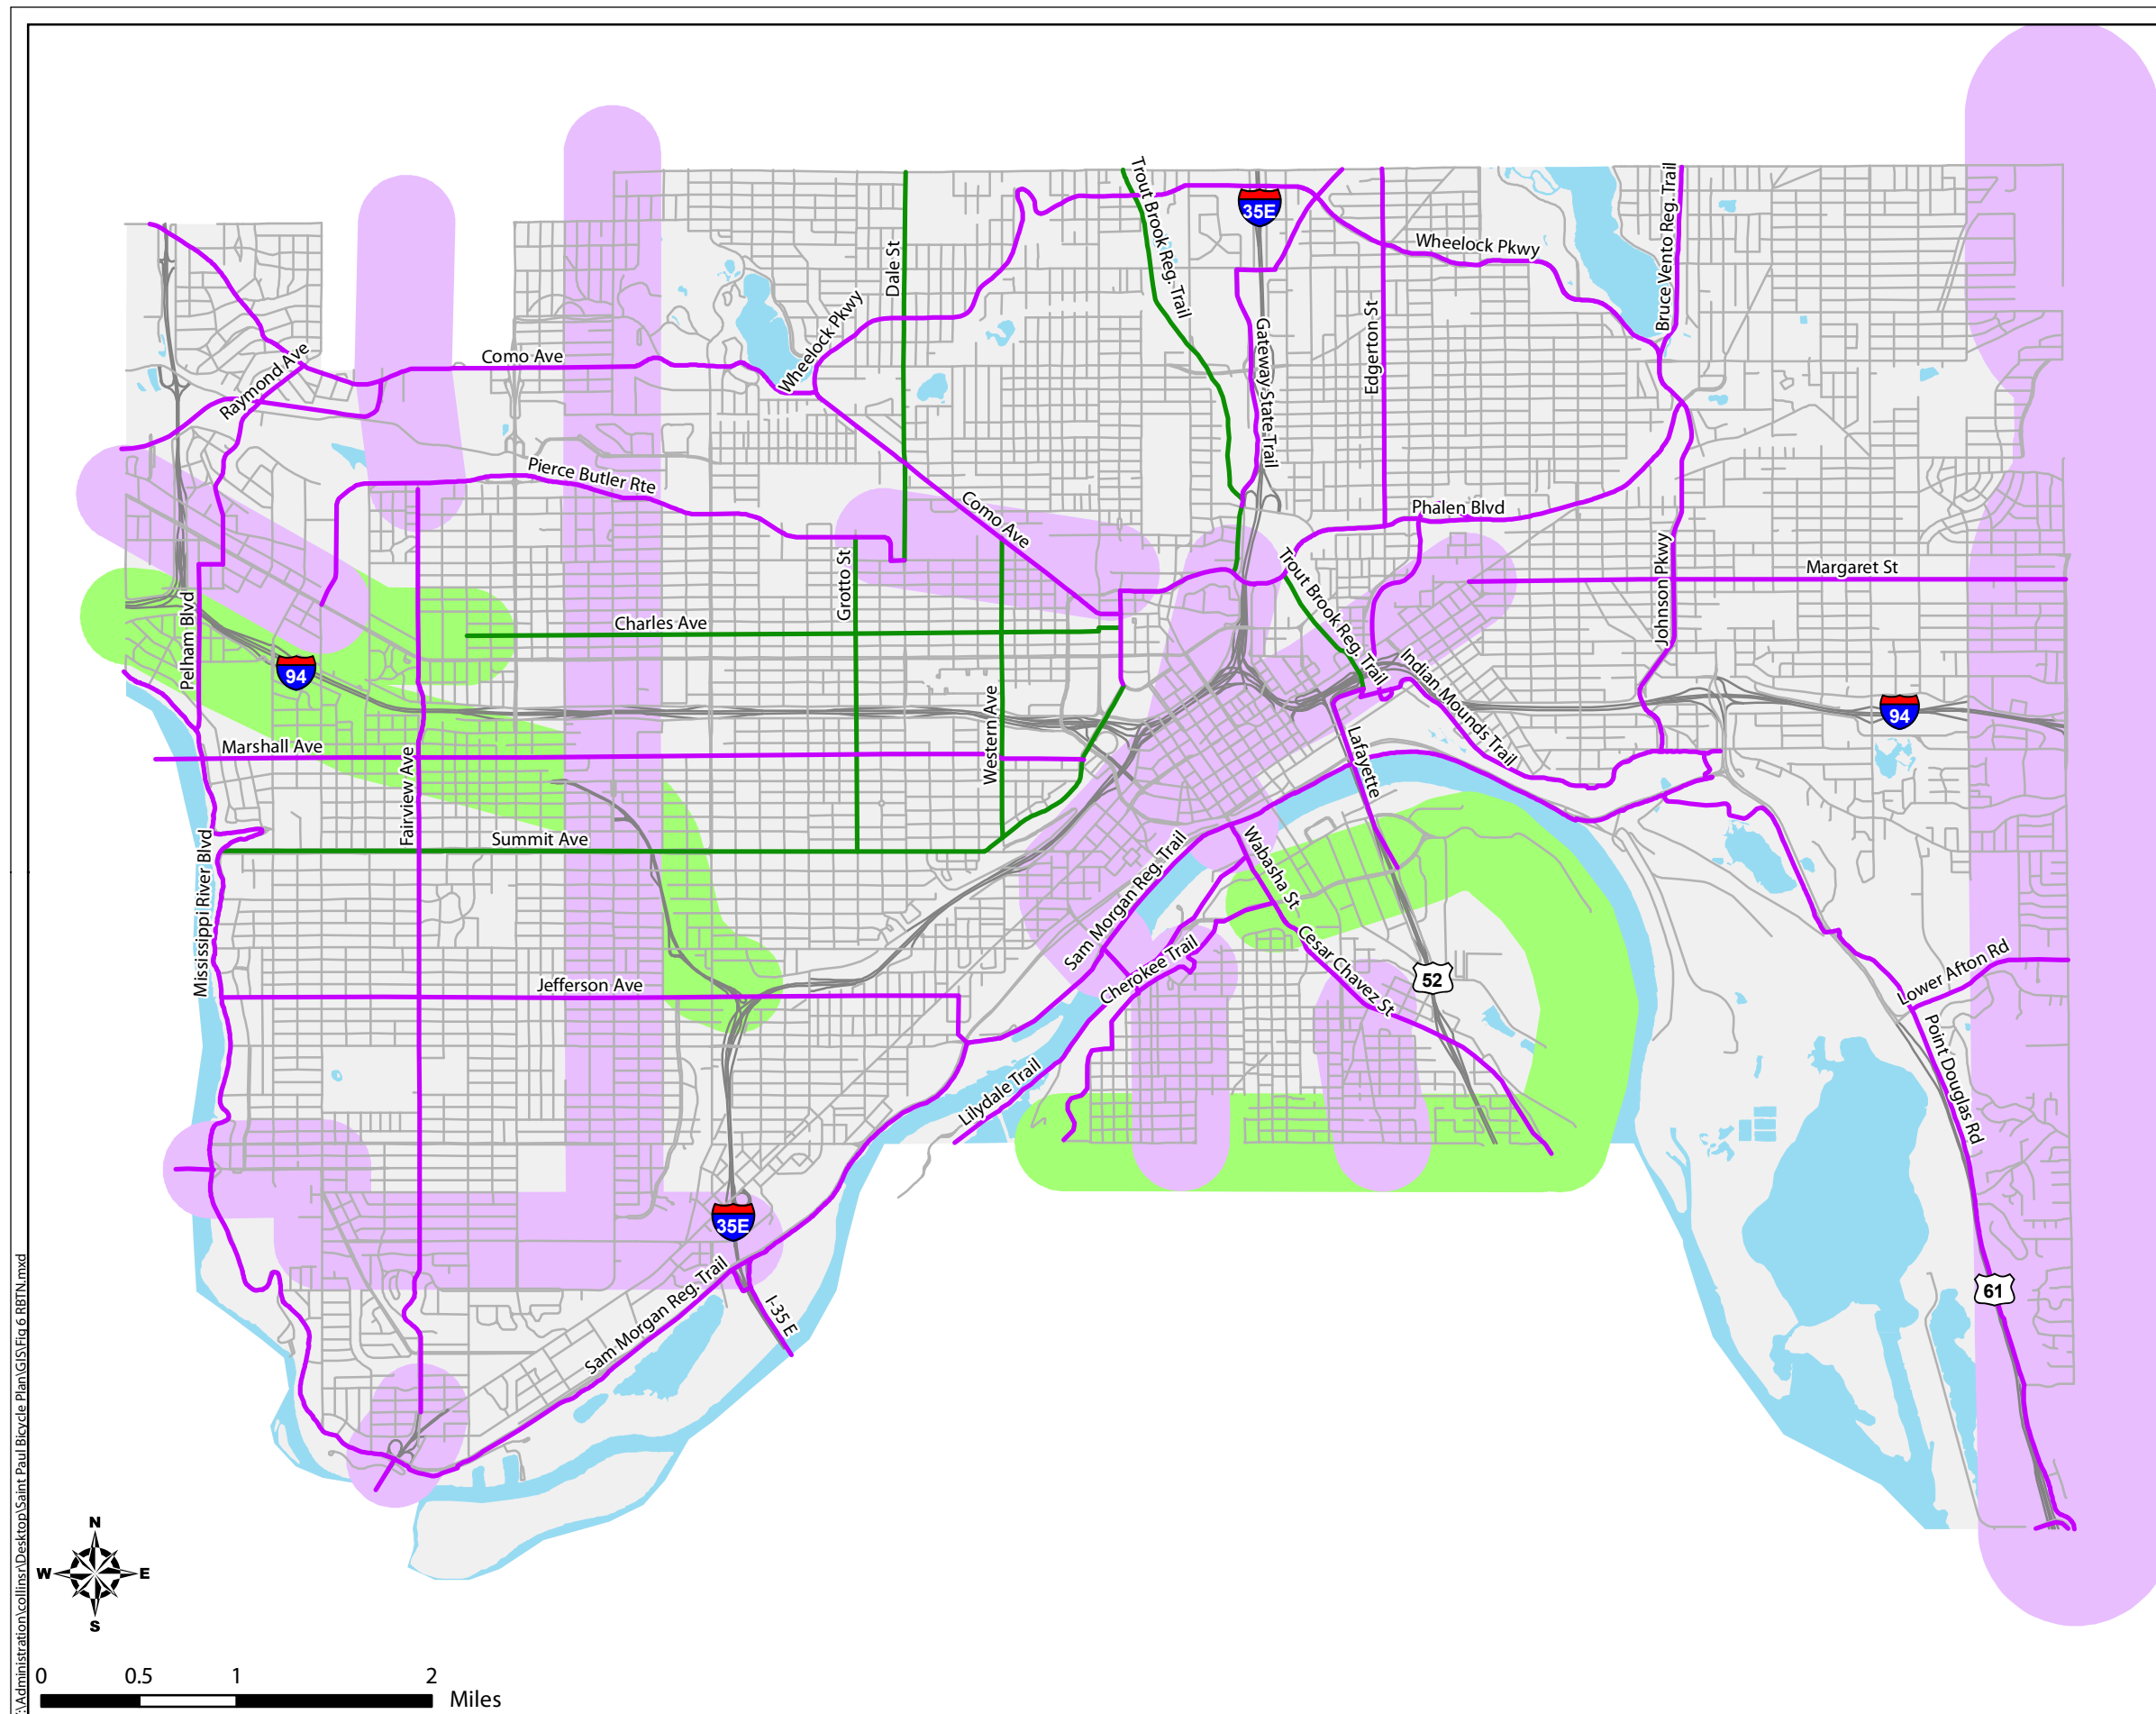 Trout Brook Reg. Trail
35E
Bruce Vento Reg. Trail
Wheelock Pkwy
Dale St
Wheelock Pkwy
Edgerton St
Gateway State Trail
Como Ave
Raymond Ave
Pierce Butler Rte
Como Ave
Phalen Blvd
Trout Brook Reg. Trail
Margaret St
Johnson Pkwy
Grotto St
Charles Ave
Pelham Blvd
94
Indian Mounds Trail
94
Western Ave
Marshall Ave
Fairview Ave
Lafayette
Summit Ave
Mississippi River Blvd
Sam Morgan Reg. Trail
Wabasha St
Cesar Chavez St
Cherokee Trail
52
Lower Afton Rd
Jefferson Ave
Point Douglas Rd
Lilydale Trail
35E
61
I-35 E
Sam Morgan Reg. Trail
N
W
E
S
0
0.5
1
2
Miles
:\Administration\collinsr\Desktop\Saint Paul Bicycle Plan\GIS\Fig 6 RBTN.mxd